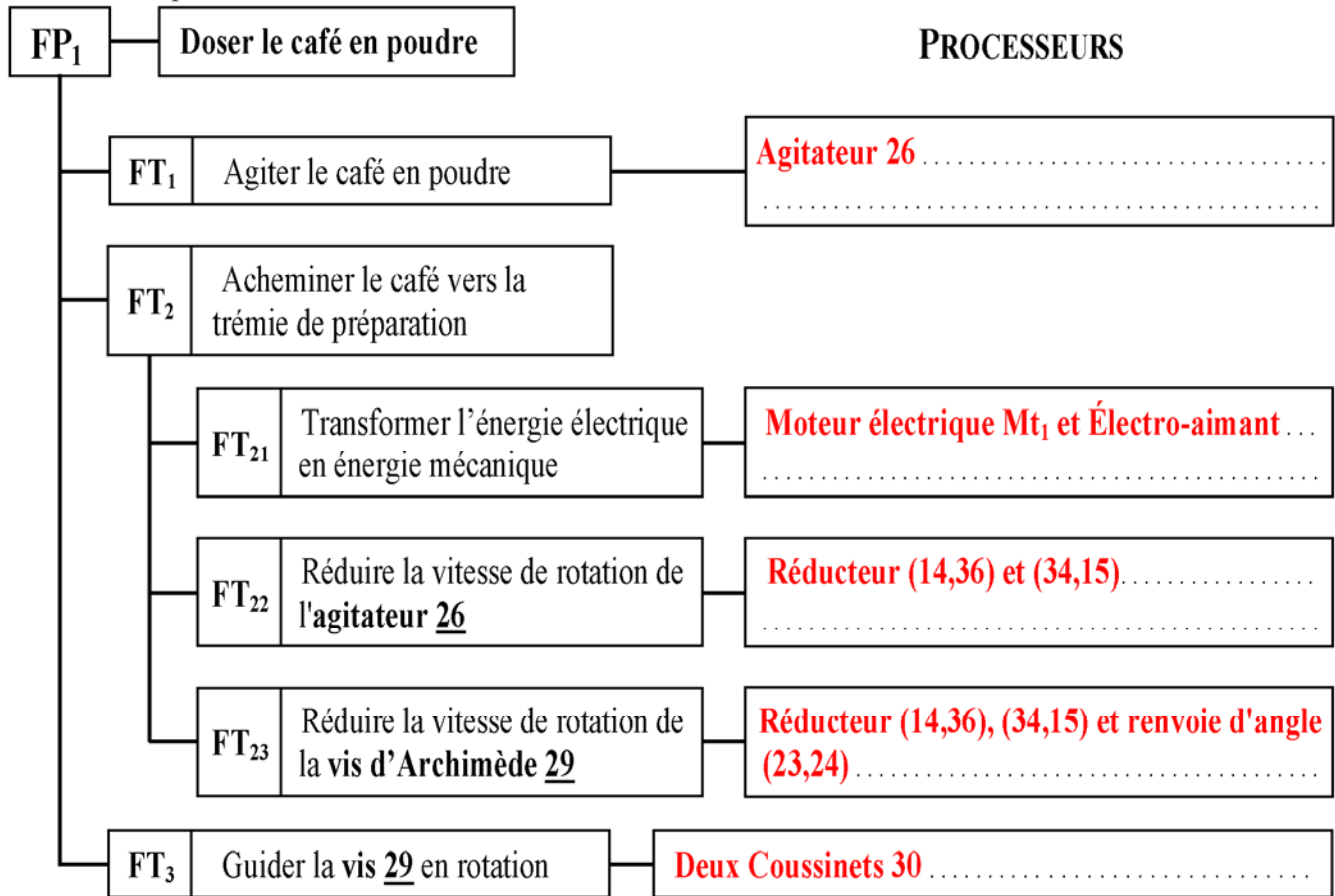 FP₁ Doser le café en poudre PROCESSEURS
FT₁ Agiter le café en poudre
Agitateur 26 ................................................
................................................
FT₂ Acheminer le café vers la
trémie de préparation
FT₂₁ Transformer l'énergie électrique
en énergie mécanique
Moteur électrique Mt₁ et Électro-aimant ...
................................................
FT₂₂ Réduire la vitesse de rotation de
l'agitateur 26
Réducteur (14,36) et (34,15)..................
................................................
FT₂₃ Réduire la vitesse de rotation de
la vis d'Archimède 29
Réducteur (14,36), (34,15) et renvoie d'angle
(23,24) ................................................
FT₃ Guider la vis 29 en rotation
Deux Coussinets 30 ....................................